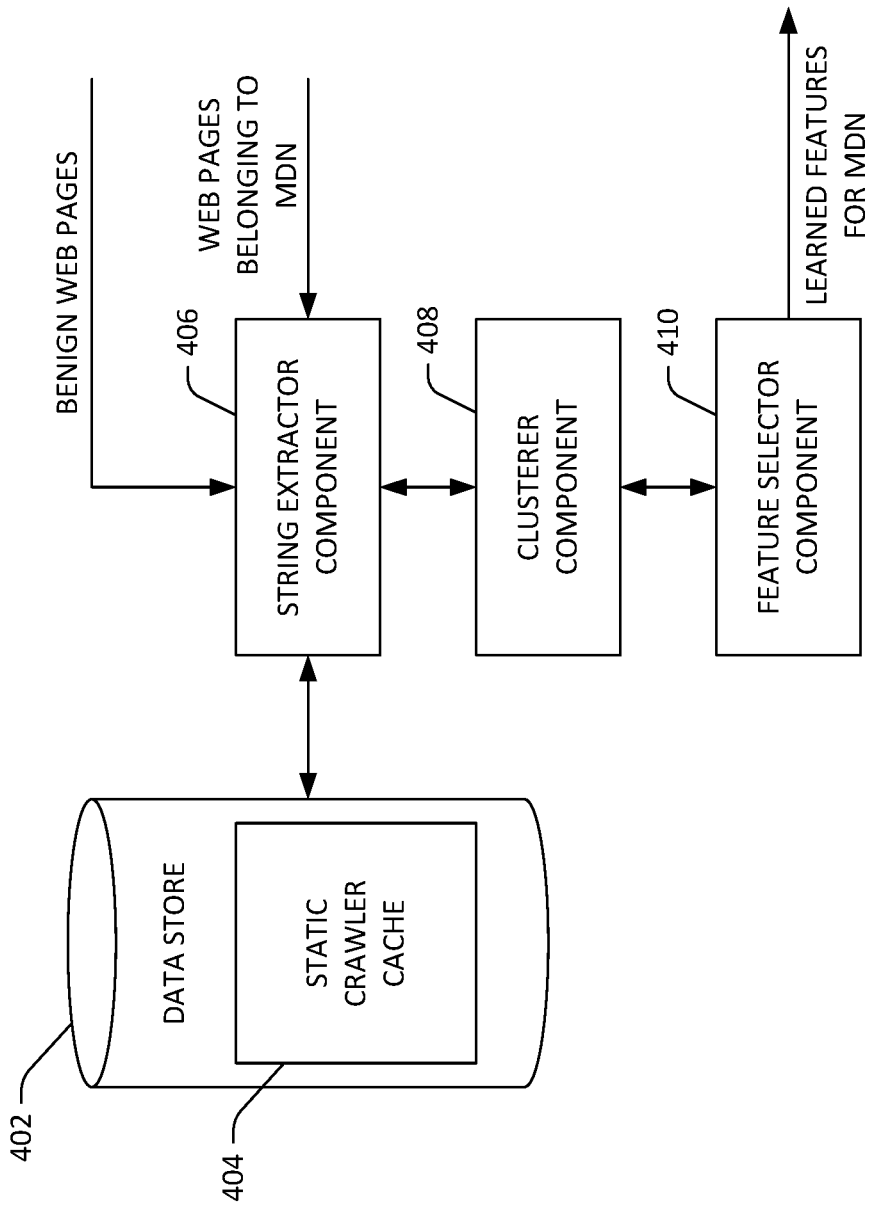 BENIGN WEB PAGES
WEB PAGES
BELONGING TO
MDN
406
STRING EXTRACTOR
COMPONENT
402
DATA STORE
STATIC
CRAWLER
CACHE
404
408
CLUSTERER
COMPONENT
410
FEATURE SELECTOR
COMPONENT
LEARNED FEATURES
FOR MDN